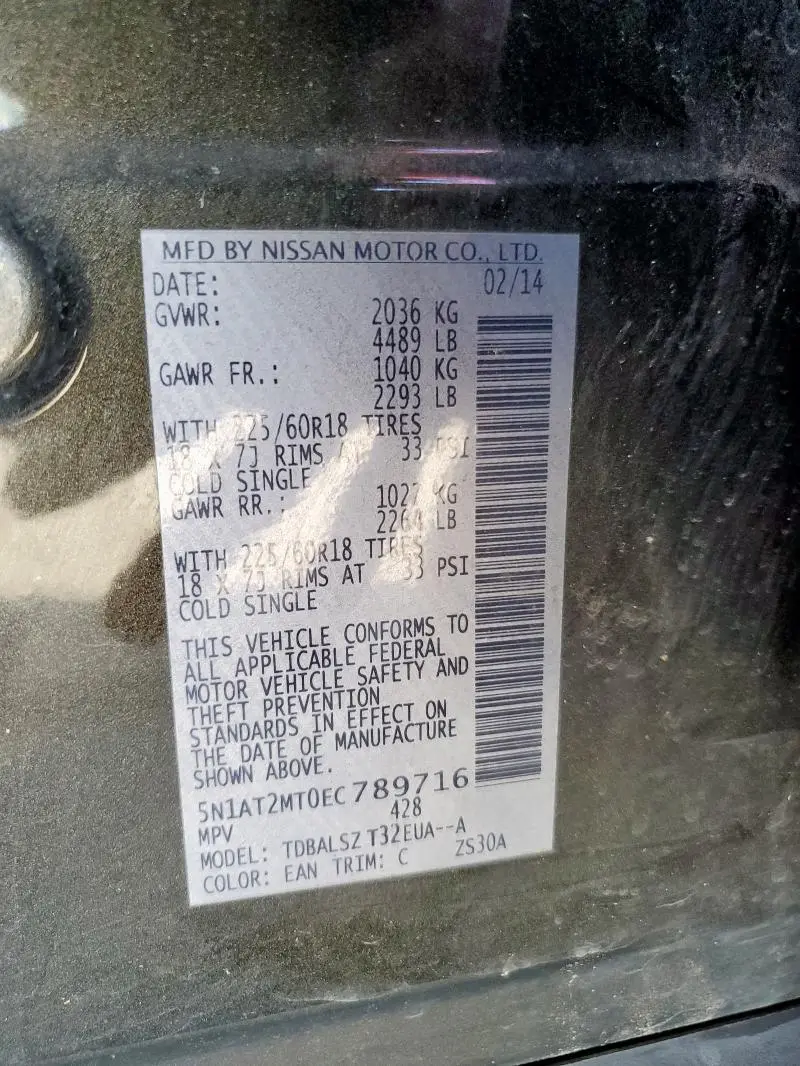 MFD BY NISSAN MOTOR CO., LTD.
DATE: 02/14
GVWR: 2036 KG
4489 LB
GAWR FR.: 1040 KG
2293 LB
WITH 225/60R18 TIRES
18 X 7J RIMS AT 33 PSI
COLD SINGLE
GAWR RR.: 1027 KG
2264 LB
WITH 225/60R18 TIRES
18 X 7J RIMS AT 33 PSI
COLD SINGLE
THIS VEHICLE CONFORMS TO
ALL APPLICABLE FEDERAL
MOTOR VEHICLE SAFETY AND
THEFT PREVENTION
STANDARDS IN EFFECT ON
THE DATE OF MANUFACTURE
SHOWN ABOVE.
5N1AT2MT0EC789716
MPV 428
MODEL: TDBALSZ T32EUA--A
COLOR: EAN TRIM: C ZS30A